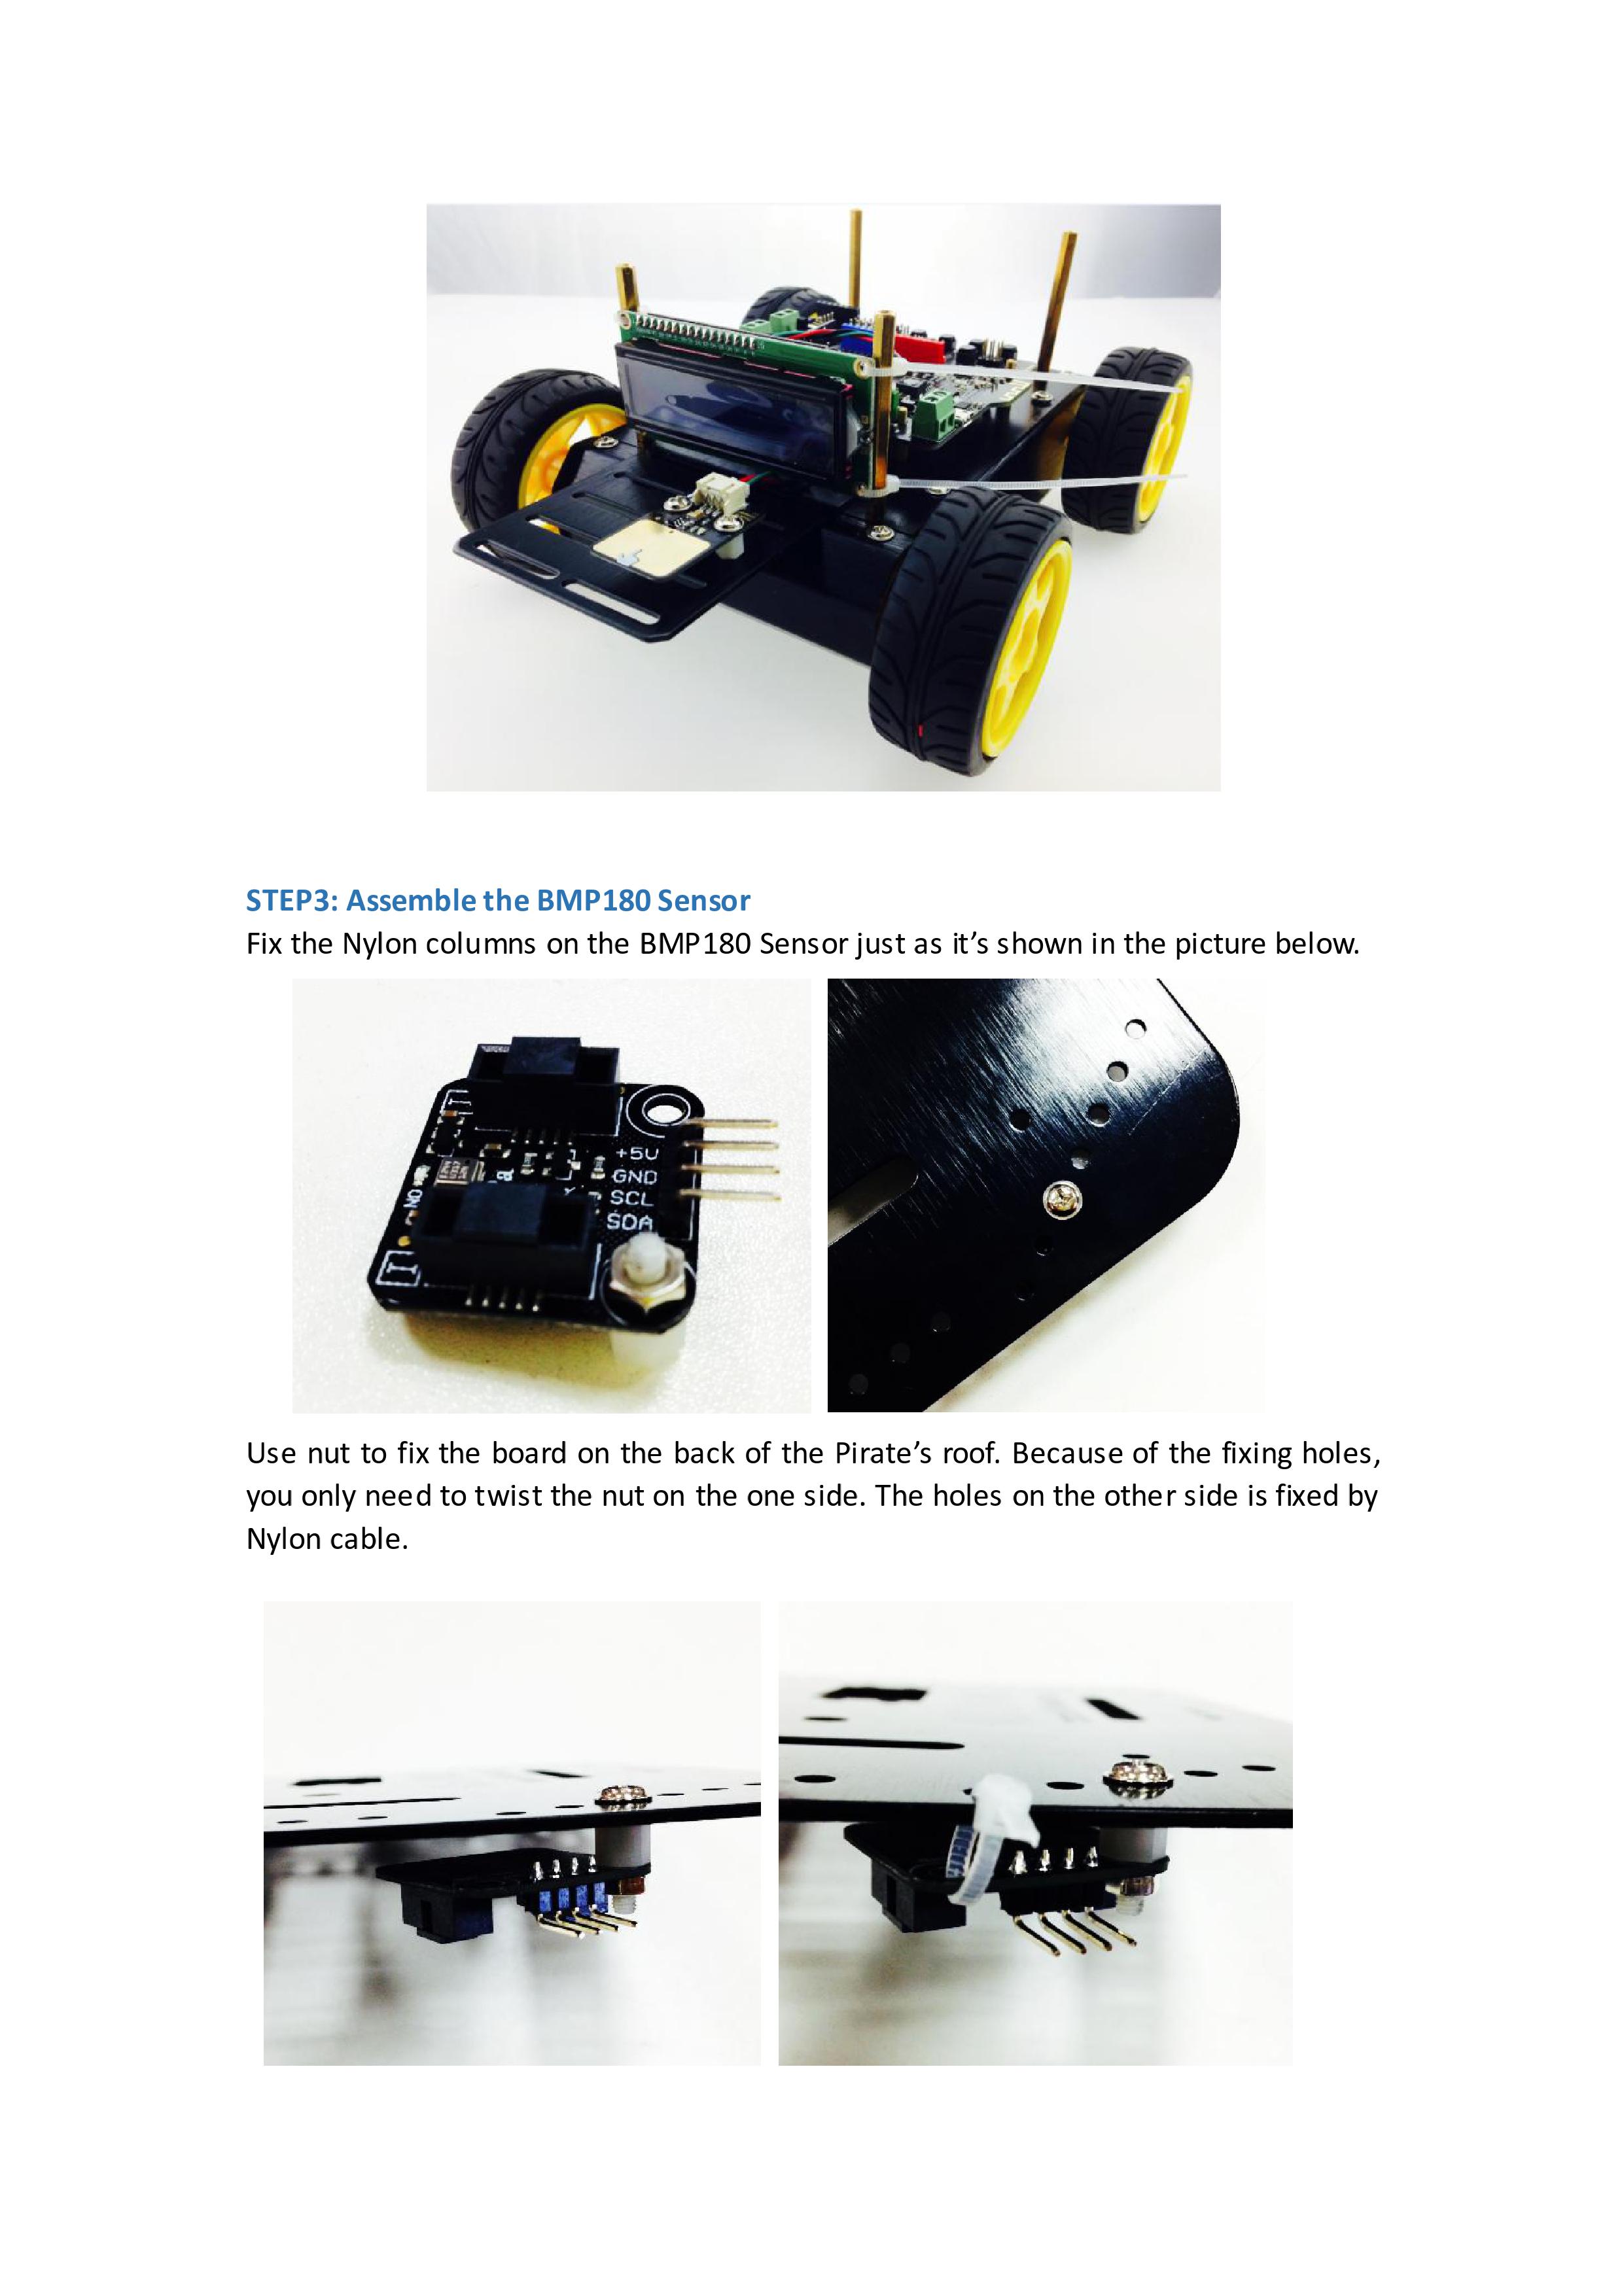 STEP3: Assemble the BMP180 Sensor
Fix the Nylon columns on the BMP180 Sensor just as it's shown in the picture below.
+5V
GND
SCL
SDA
Use nut to fix the board on the back of the Pirate's roof. Because of the fixing holes,
you only need to twist the nut on the one side. The holes on the other side is fixed by
Nylon cable.